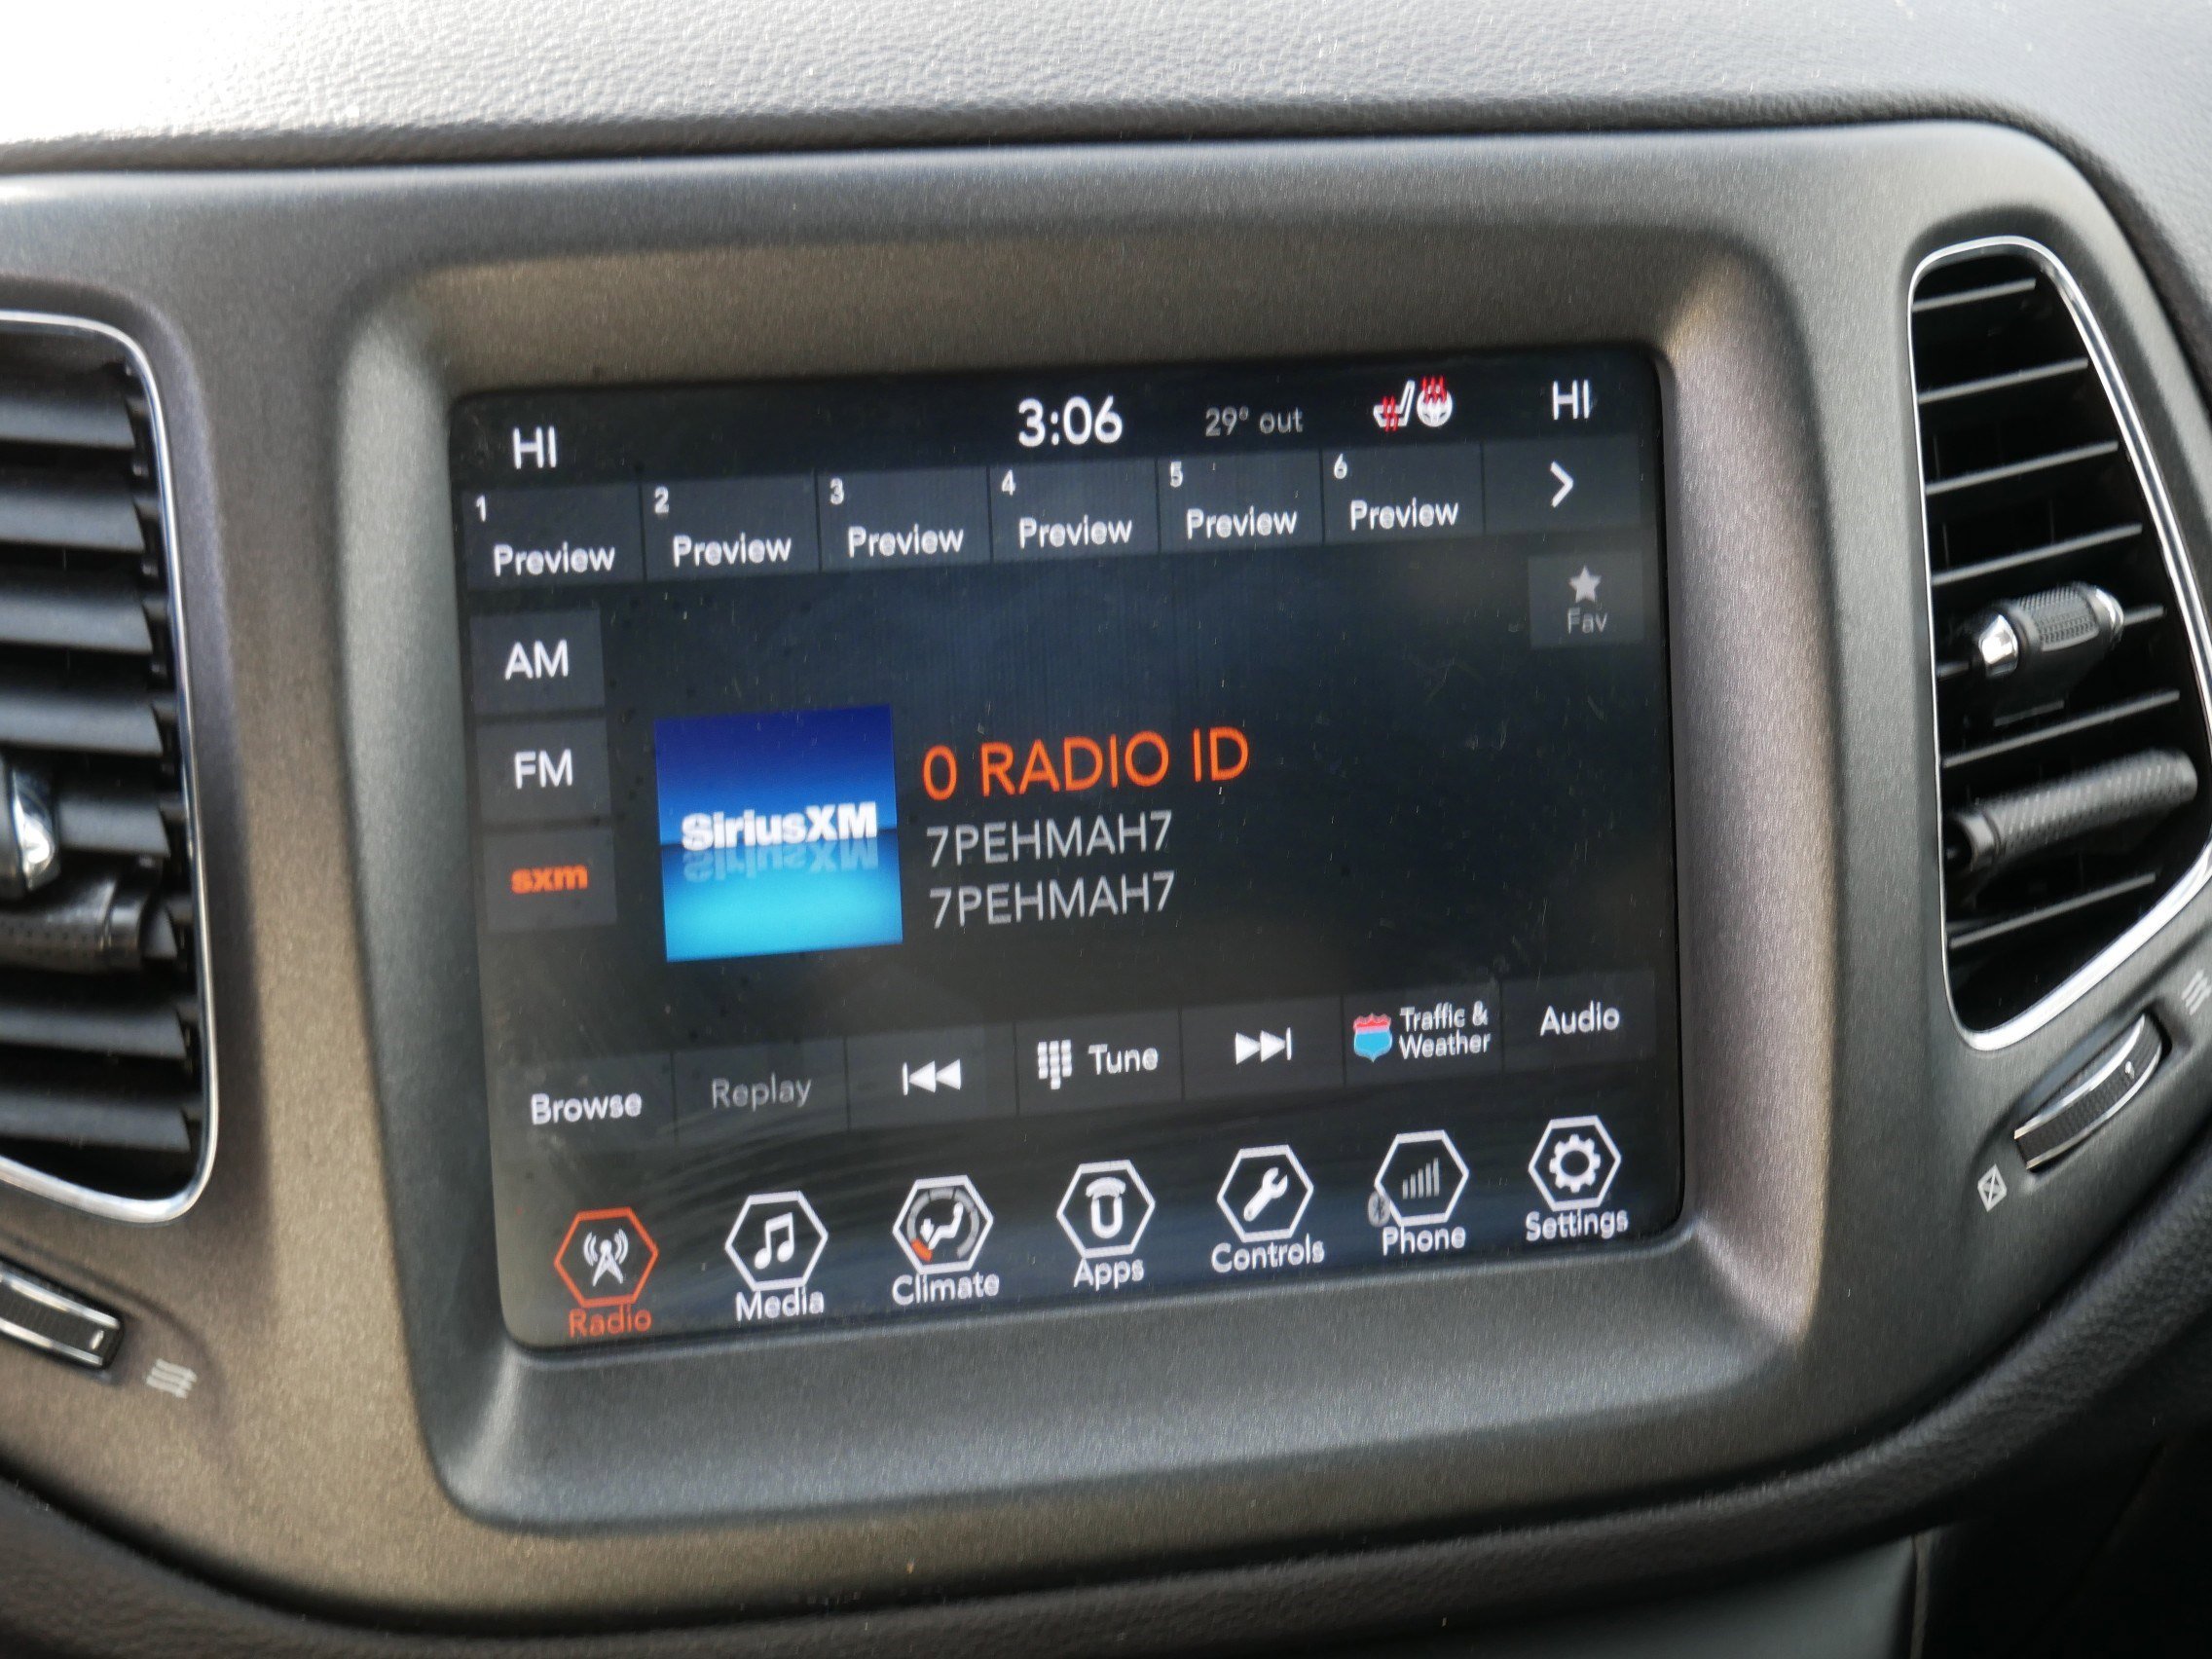 HI 3:06 29° out HI
1 Preview 2 Preview 3 Preview 4 Preview 5 Preview 6 Preview
Fav
AM
FM
sxm
SiriusXM
0 RADIO ID
7PEHMAH7
7PEHMAH7
Browse Replay Tune Traffic & Weather Audio
Radio Media Climate Apps Controls Phone Settings